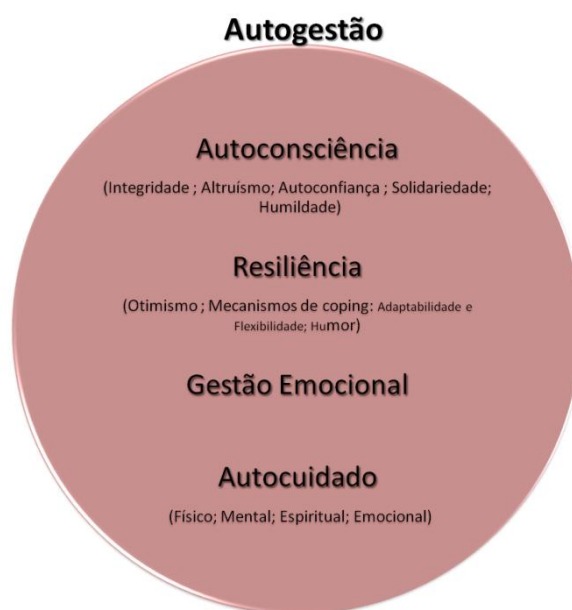 Autogestão
Autoconsciência
(Integridade ; Altruísmo; Autoconfiança ; Solidariedade;
Humildade)
Resiliência
(Otimismo ; Mecanismos de coping: Adaptabilidade e
Flexibilidade; Humor)
Gestão Emocional
Autocuidado
(Físico; Mental; Espiritual; Emocional)